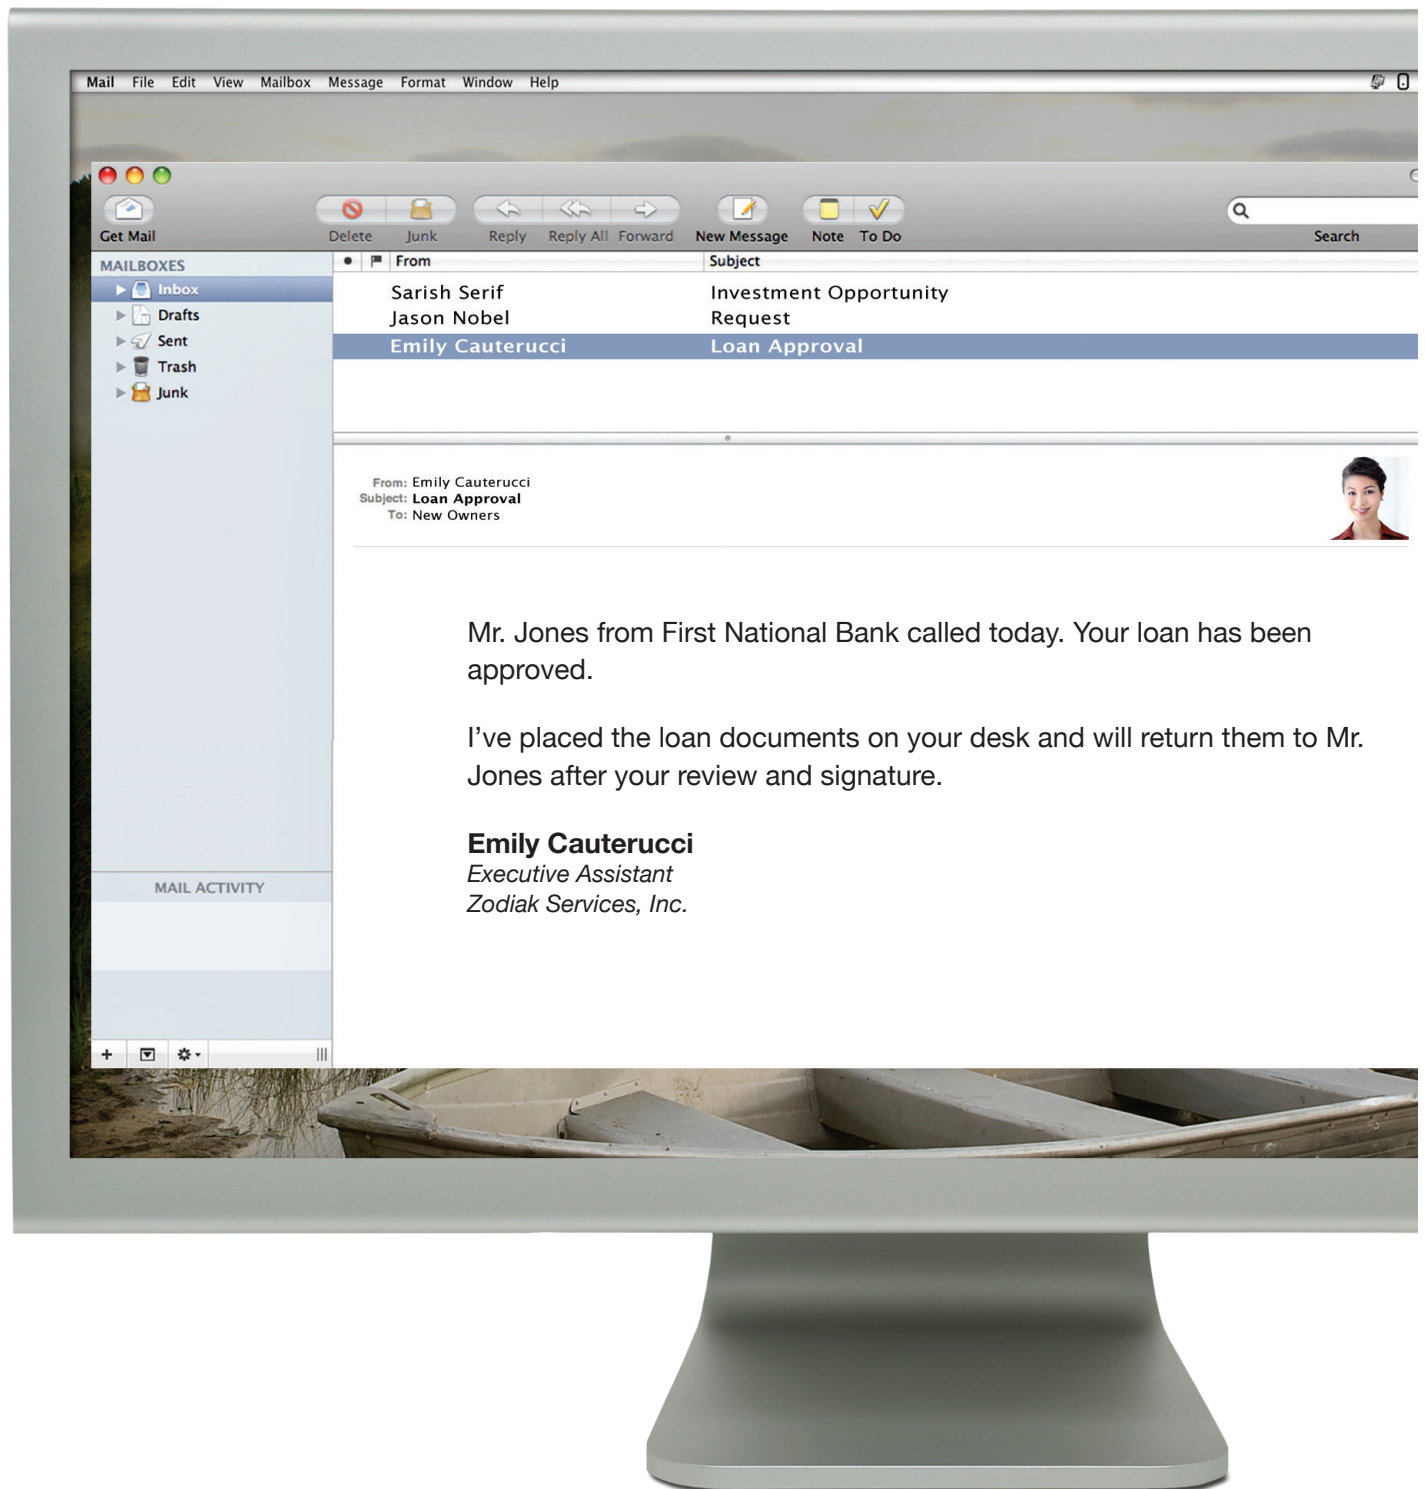 Mail File Edit View Mailbox Message Format Window Help
Get Mail Delete Junk Reply Reply All Forward New Message Note To Do Search
MAILBOXES
Inbox
Drafts
Sent
Trash
Junk
From Subject
Sarish Serif Investment Opportunity
Jason Nobel Request
Emily Cauterucci Loan Approval
From: Emily Cauterucci
Subject: Loan Approval
To: New Owners
Mr. Jones from First National Bank called today. Your loan has been
approved.
I’ve placed the loan documents on your desk and will return them to Mr.
Jones after your review and signature.
Emily Cauterucci
Executive Assistant
Zodiak Services, Inc.
MAIL ACTIVITY